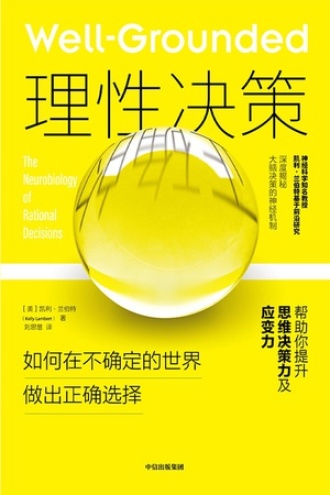 Well-Grounded
理性决策
The
Neurobiology
of
Rational
Decisions
神经科学知名教授
凯利·兰伯特基于前沿研究
深度揭秘
大脑决策的神经机制
[美] 凯利·兰伯特
(Kelly Lambert) 著
刘思慧 译
帮助你提升
思维决策力及
应变力
如何在不确定的世界
做出正确选择
中信出版集团